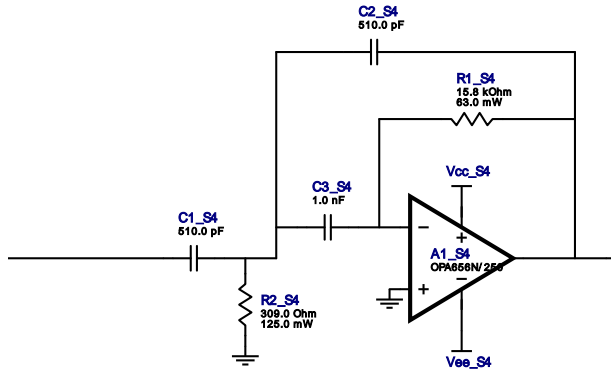 C2_S4
510.0 pF
R1_S4
15.8 kOhm
63.0 mW
C3_S4
1.0 nF
Vcc_S4
C1_S4
510.0 pF
A1_S4
OPA656N/250
R2_S4
309.0 Ohm
125.0 mW
Vee_S4